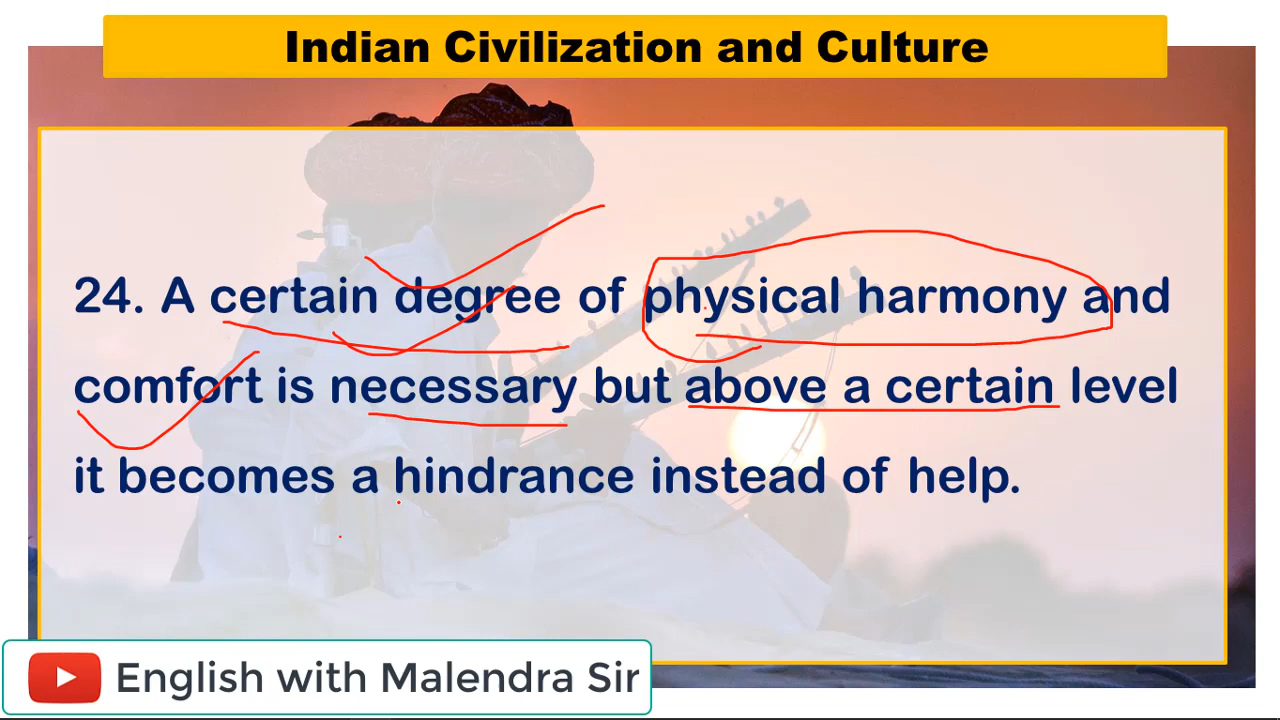 Indian Civilization and Culture
24. A certain degree of physical harmony and
comfort is necessary but above a certain level
it becomes a hindrance instead of help.
English with Malendra Sir